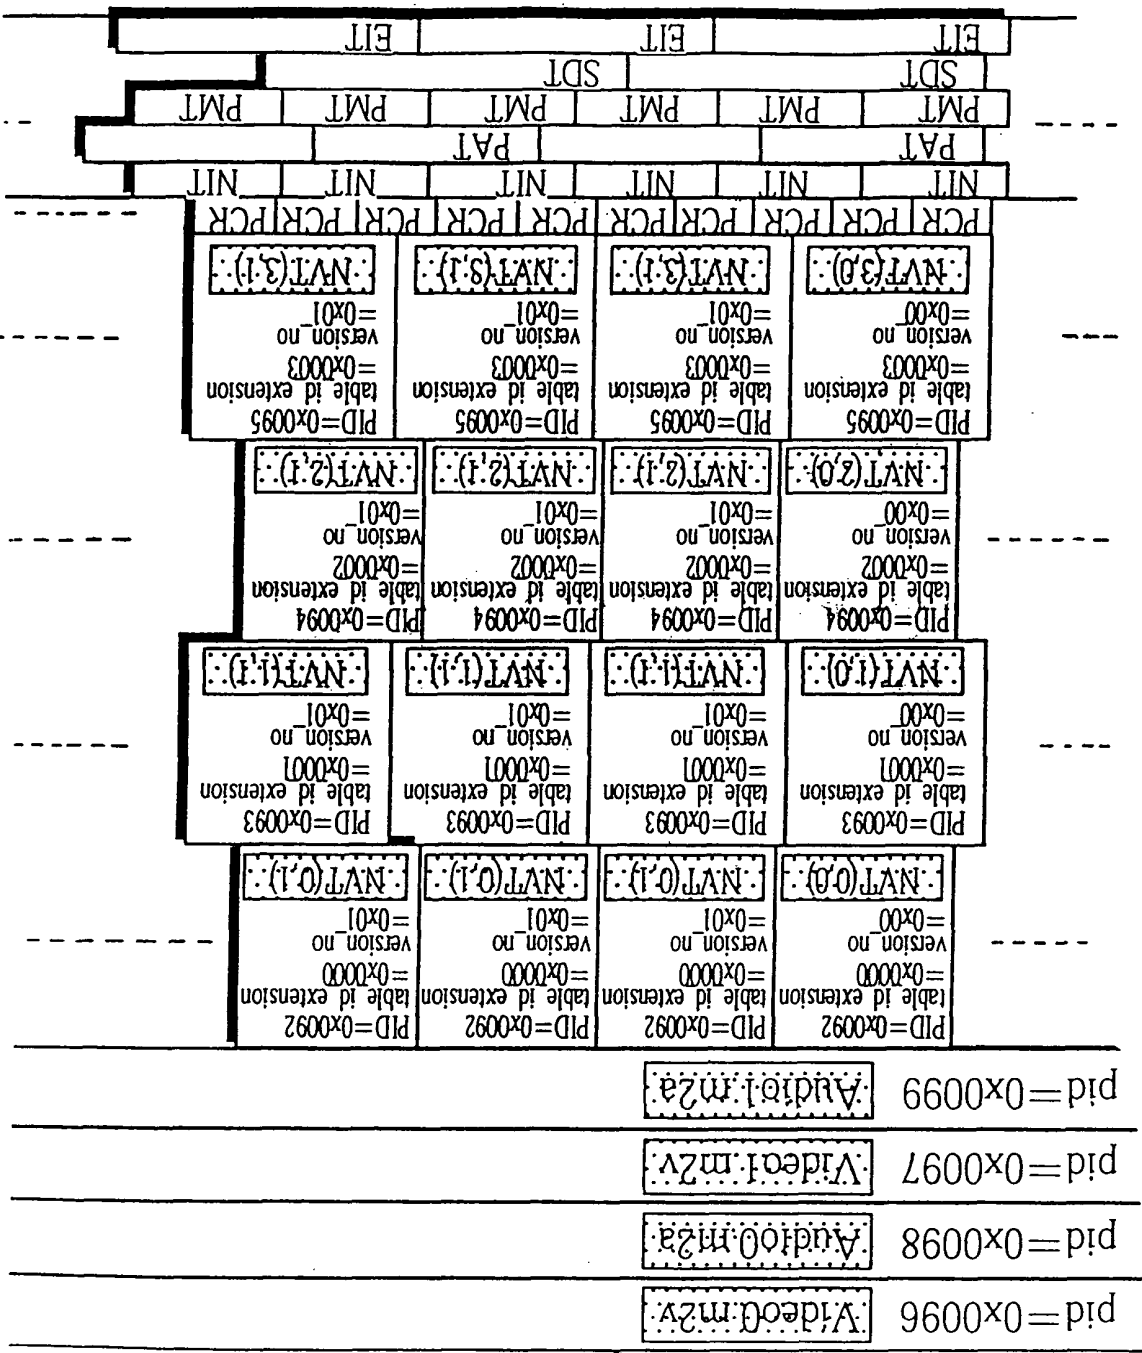 pid=0x0096 Video0.m2v
pid=0x0098 Audio0.m2a
pid=0x0097 Video1.m2v
pid=0x0099 Audio1.m2a
PID=0x0092 PID=0x0092 PID=0x0092 PID=0x0092
table id extension table id extension table id extension table id extension
=0x0000 =0x0000 =0x0000 =0x0000
version_no version_no version_no version_no
=0x00 =0x01 =0x01 =0x01
NVT(0,0) NVT(0,1) NVT(0,1) NVT(0,1)
PID=0x0093 PID=0x0093 PID=0x0093 PID=0x0093
table id extension table id extension table id extension table id extension
=0x0001 =0x0001 =0x0001 =0x0001
version_no version_no version_no version_no
=0x00 =0x01 =0x01 =0x01
NVT(1,0) NVT(1,1) NVT(1,1) NVT(1,1)
PID=0x0094 PID=0x0094 PID=0x0094 PID=0x0094
table id extension table id extension table id extension table id extension
=0x0002 =0x0002 =0x0002 =0x0002
version_no version_no version_no version_no
=0x00 =0x01 =0x01 =0x01
NVT(2,0) NVT(2,1) NVT(2,1) NVT(2,1)
PID=0x0095 PID=0x0095 PID=0x0095 PID=0x0095
table id extension table id extension table id extension table id extension
=0x0003 =0x0003 =0x0003 =0x0003
version_no version_no version_no version_no
=0x00 =0x01 =0x01 =0x01
NVT(3,0) NVT(3,1) NVT(3,1) NVT(3,1)
PCR PCR PCR PCR PCR PCR PCR PCR PCR PCR
NIT NIT NIT NIT NIT NIT
PAT PAT
PMT PMT PMT PMT PMT PMT
SDT SDT
EIT EIT EIT